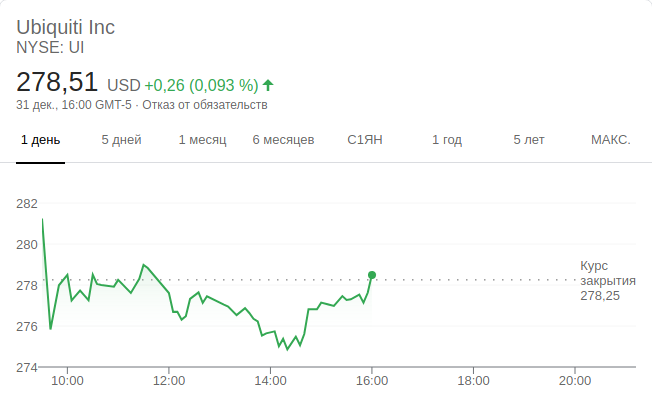 Ubiquiti Inc
NYSE: UI
278,51 USD +0,26 (0,093 %)
31 дек., 16:00 GMT-5 · Отказ от обязательств
1 день 5 дней 1 месяц 6 месяцев С1ЯН 1 год 5 лет МАКС.
282
280
278
276
274
Курс
закрытия
278,25
10:00 12:00 14:00 16:00 18:00 20:00